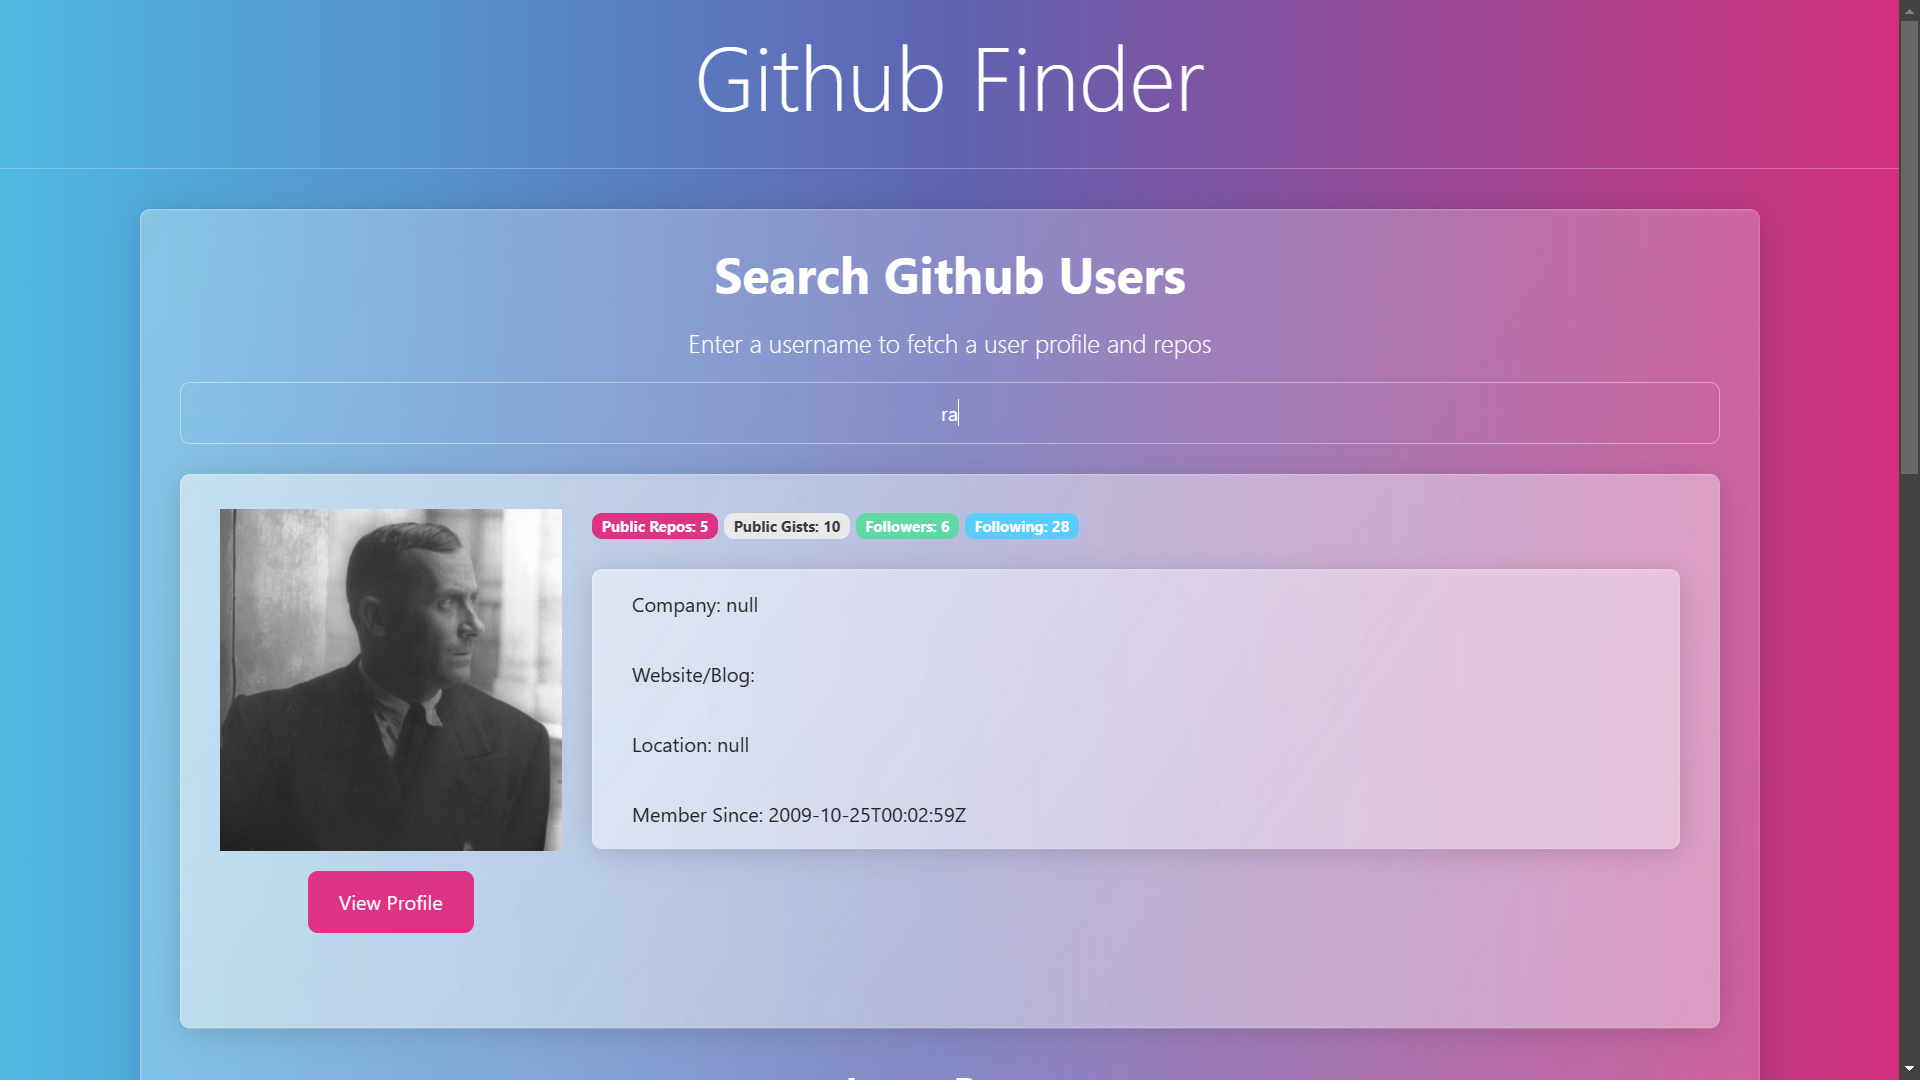 Github Finder
Search Github Users
Enter a username to fetch a user profile and repos
ra
Public Repos: 5
Public Gists: 10
Followers: 6
Following: 28
Company: null
Website/Blog:
Location: null
Member Since: 2009-10-25T00:02:59Z
View Profile